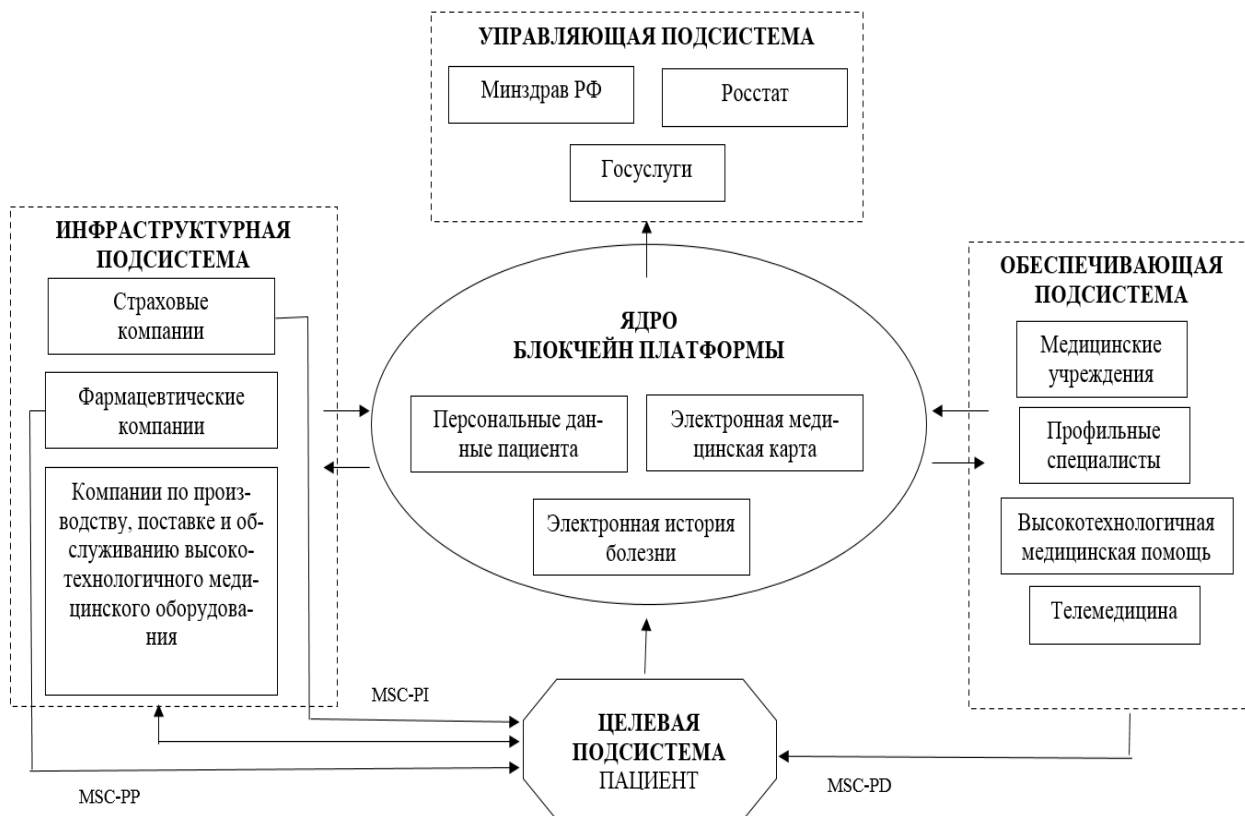 УПРАВЛЯЮЩАЯ ПОДСИСТЕМА
Минздрав РФ
Росстат
Госуслуги
ИНФРАСТРУКТУРНАЯ
ПОДСИСТЕМА
Страховые
компании
Фармацевтические
компании
Компании по произ-
водству, поставке и об-
служиванию высоко-
технологичного меди-
цинского оборудова-
ния
ЯДРО
БЛОКЧЕЙН ПЛАТФОРМЫ
Персональные дан-
ные пациента
Электронная меди-
цинская карта
Электронная история
болезни
ОБЕСПЕЧИВАЮЩАЯ
ПОДСИСТЕМА
Медицинские
учреждения
Профильные
специалисты
Высокотехнологичная
медицинская помощь
Телемедицина
MSC-PI
ЦЕЛЕВАЯ
ПОДСИСТЕМА
ПАЦИЕНТ
MSC-PP
MSC-PD